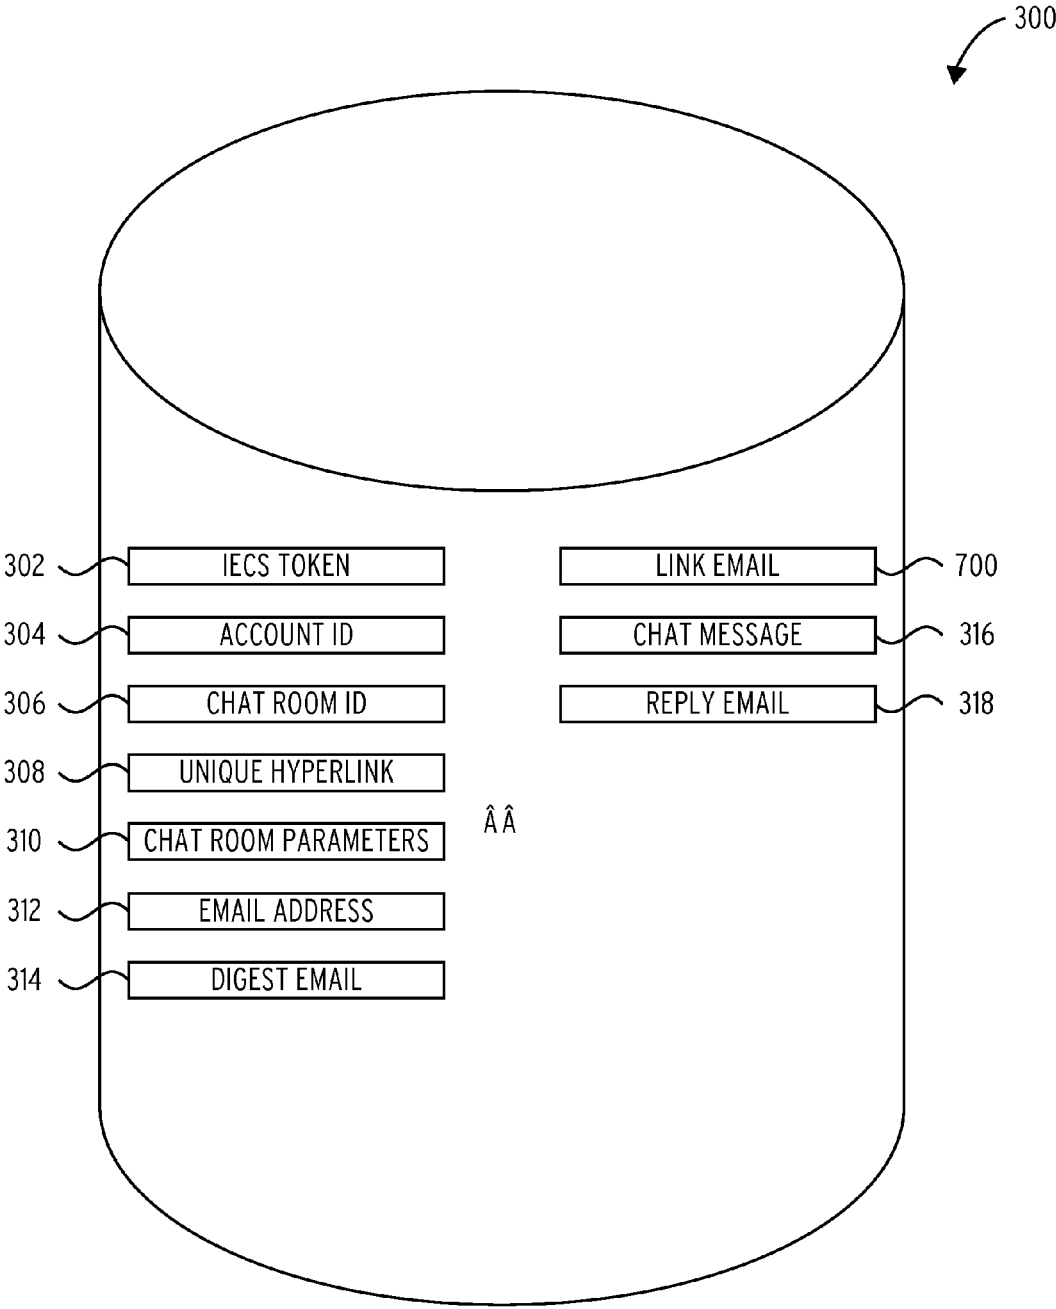 300
302 IECS TOKEN
LINK EMAIL 700
304 ACCOUNT ID
CHAT MESSAGE 316
306 CHAT ROOM ID
REPLY EMAIL 318
308 UNIQUE HYPERLINK
ÂÂ
310 CHAT ROOM PARAMETERS
312 EMAIL ADDRESS
314 DIGEST EMAIL